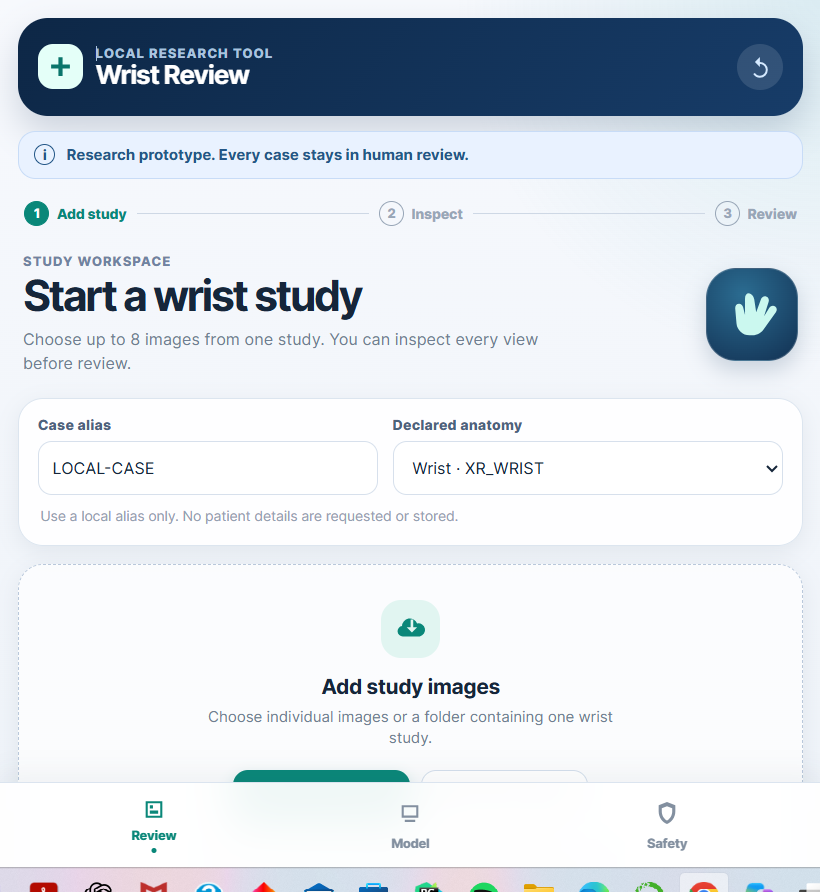 LOCAL RESEARCH TOOL
Wrist Review
Research prototype. Every case stays in human review.
1 Add study
2 Inspect
3 Review
STUDY WORKSPACE
Start a wrist study
Choose up to 8 images from one study. You can inspect every view
before review.
Case alias
Declared anatomy
LOCAL-CASE
Wrist · XR_WRIST
Use a local alias only. No patient details are requested or stored.
Add study images
Choose individual images or a folder containing one wrist
study.
Review
Model
Safety